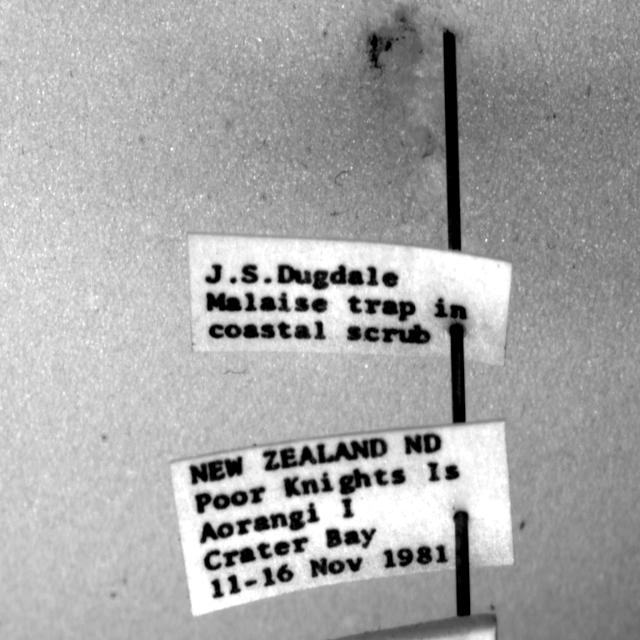 J.S.Dugdale
Malaise trap in
coastal scrub
NEW ZEALAND ND
Poor Knights Is
Aorangi I
Crater Bay
11-16 Nov 1981